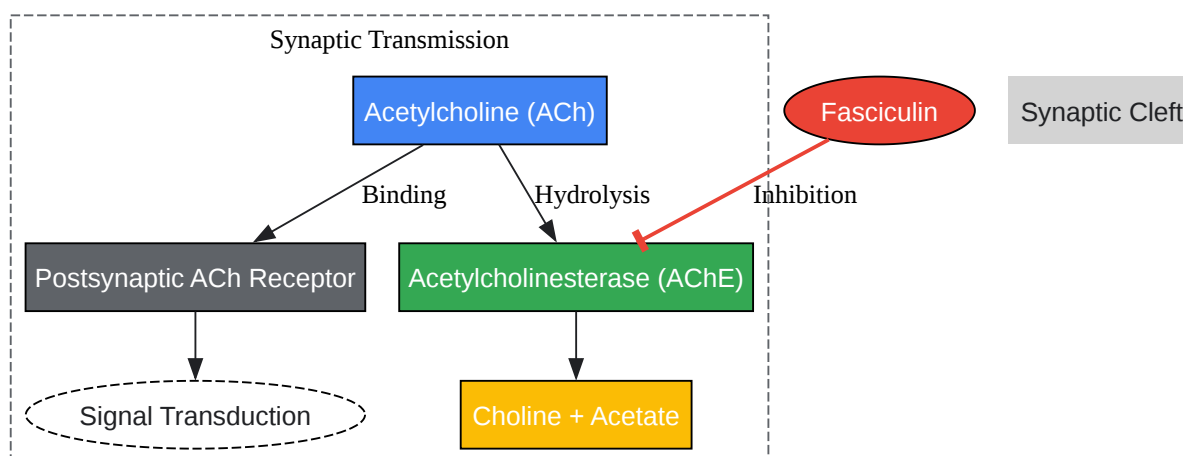 Synaptic Transmission
Acetylcholine (ACh)
Fasciculin
Synaptic Cleft
Binding
Hydrolysis
Inhibition
Postsynaptic ACh Receptor
Acetylcholinesterase (AChE)
Signal Transduction
Choline + Acetate